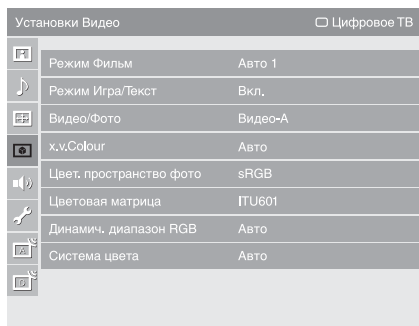 Установки Видео
Цифровое ТВ
Режим Фильм Авто 1
Режим Игра/Текст Вкл.
Видео/Фото Видео-A
x.v.Colour Авто
Цвет. пространство фото sRGB
Цветовая матрица ITU601
Динамич. диапазон RGB Авто
Система цвета Авто